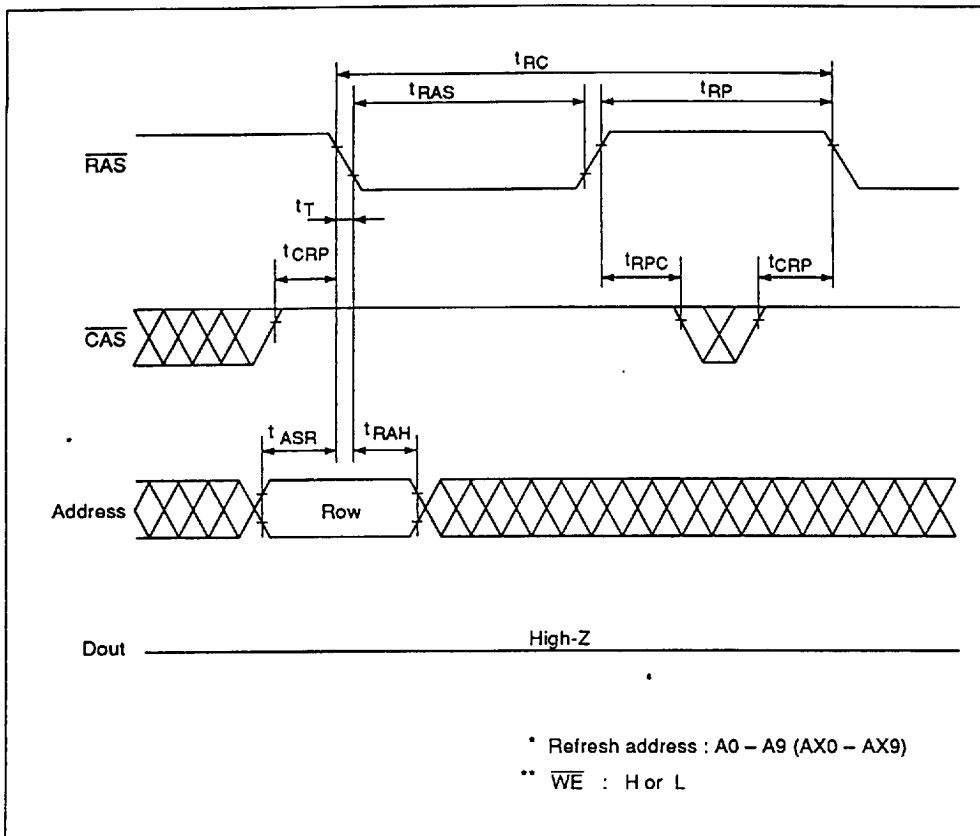 tRC
tRAS
tRP
RAS
tT
tCRP
tRPC
tCRP
CAS
tASR
tRAH
Address
Row
Dout
High-Z
* Refresh address : A0 – A9 (AX0 – AX9)
** WE : H or L